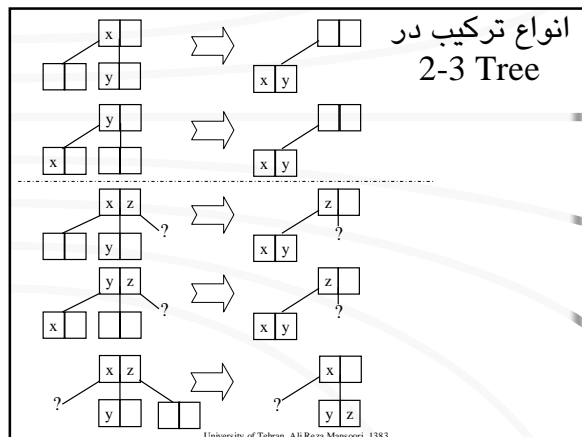 انواع ترکیب در
2-3 Tree
x
y
x y
y
x
x y
x z
?
y
z
?
x y
y z
?
x
z
?
x y
x z
?
y
x
?
y z
University of Tehran, Ali Reza Mansoori, 1383